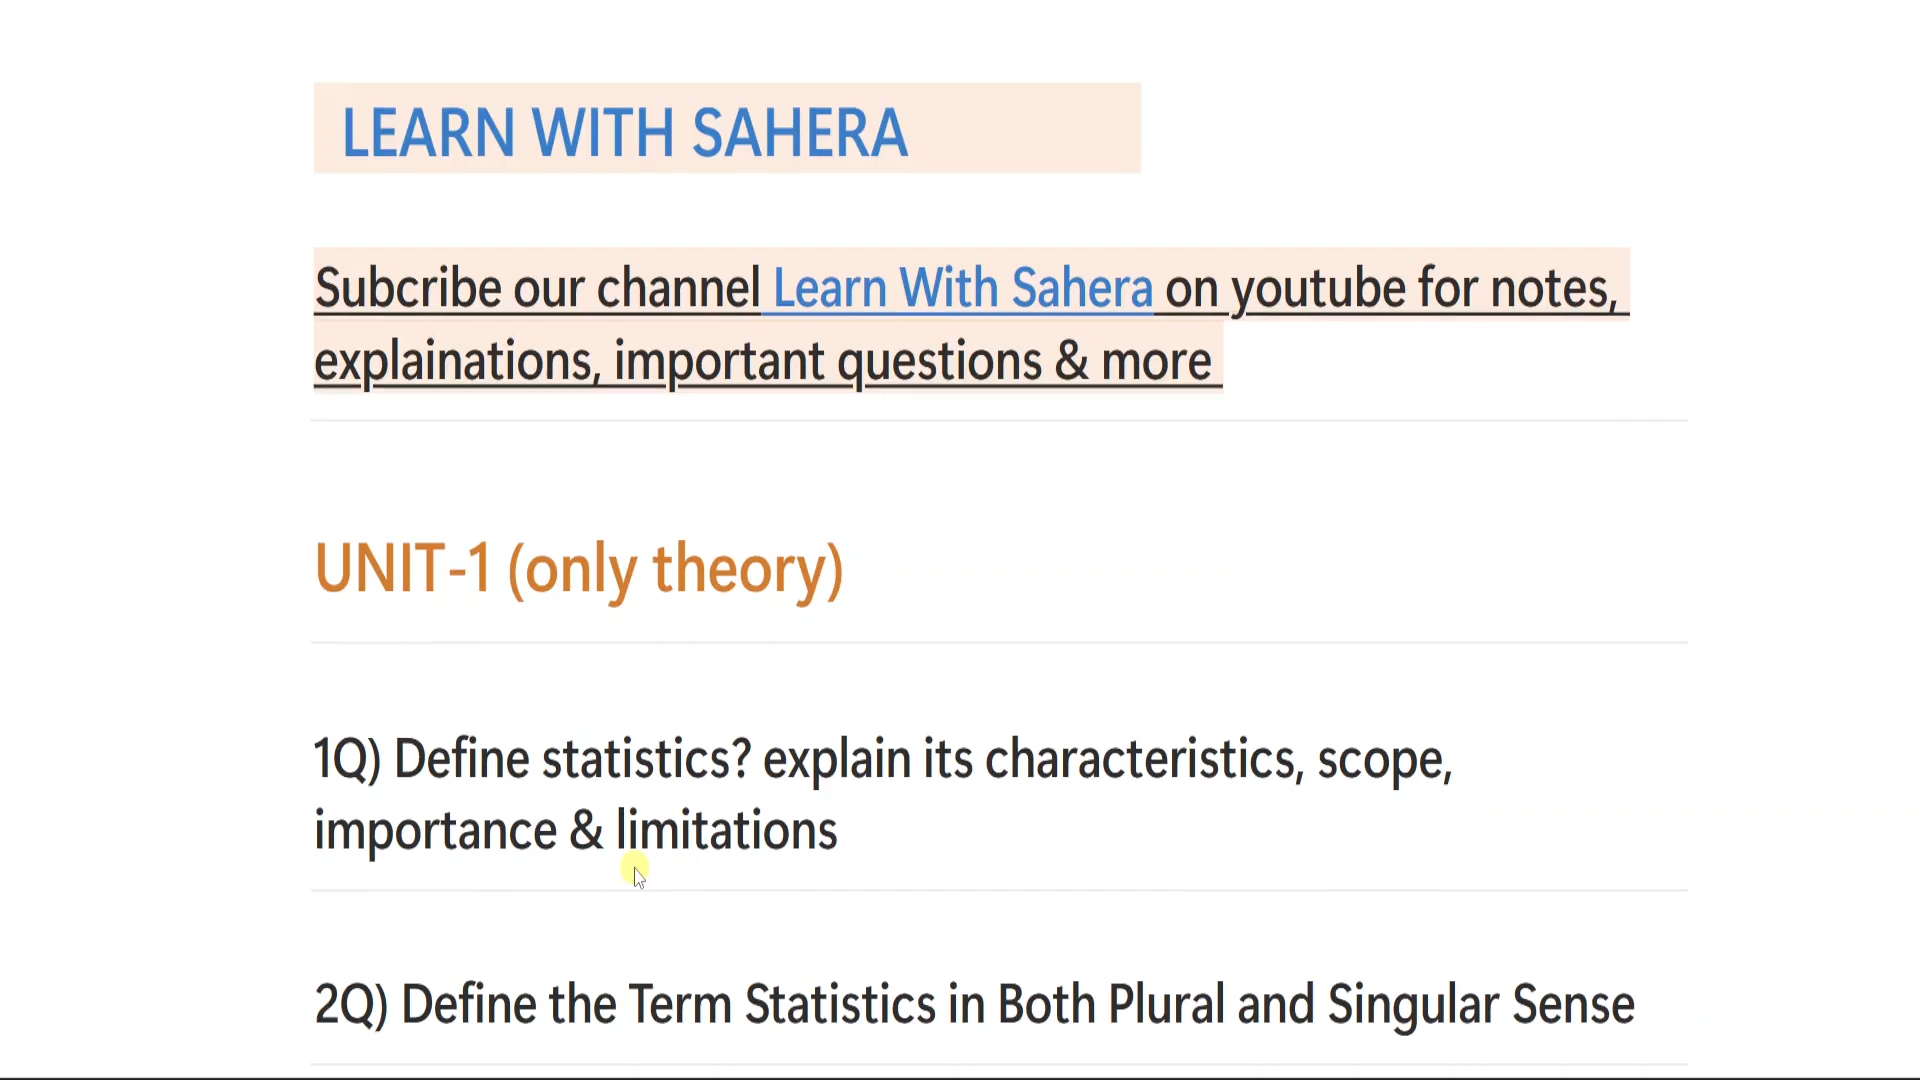 LEARN WITH SAHERA
Subcribe our channel Learn With Sahera on youtube for notes,
explainations, important questions & more
UNIT-1 (only theory)
1Q) Define statistics? explain its characteristics, scope,
importance & limitations
2Q) Define the Term Statistics in Both Plural and Singular Sense